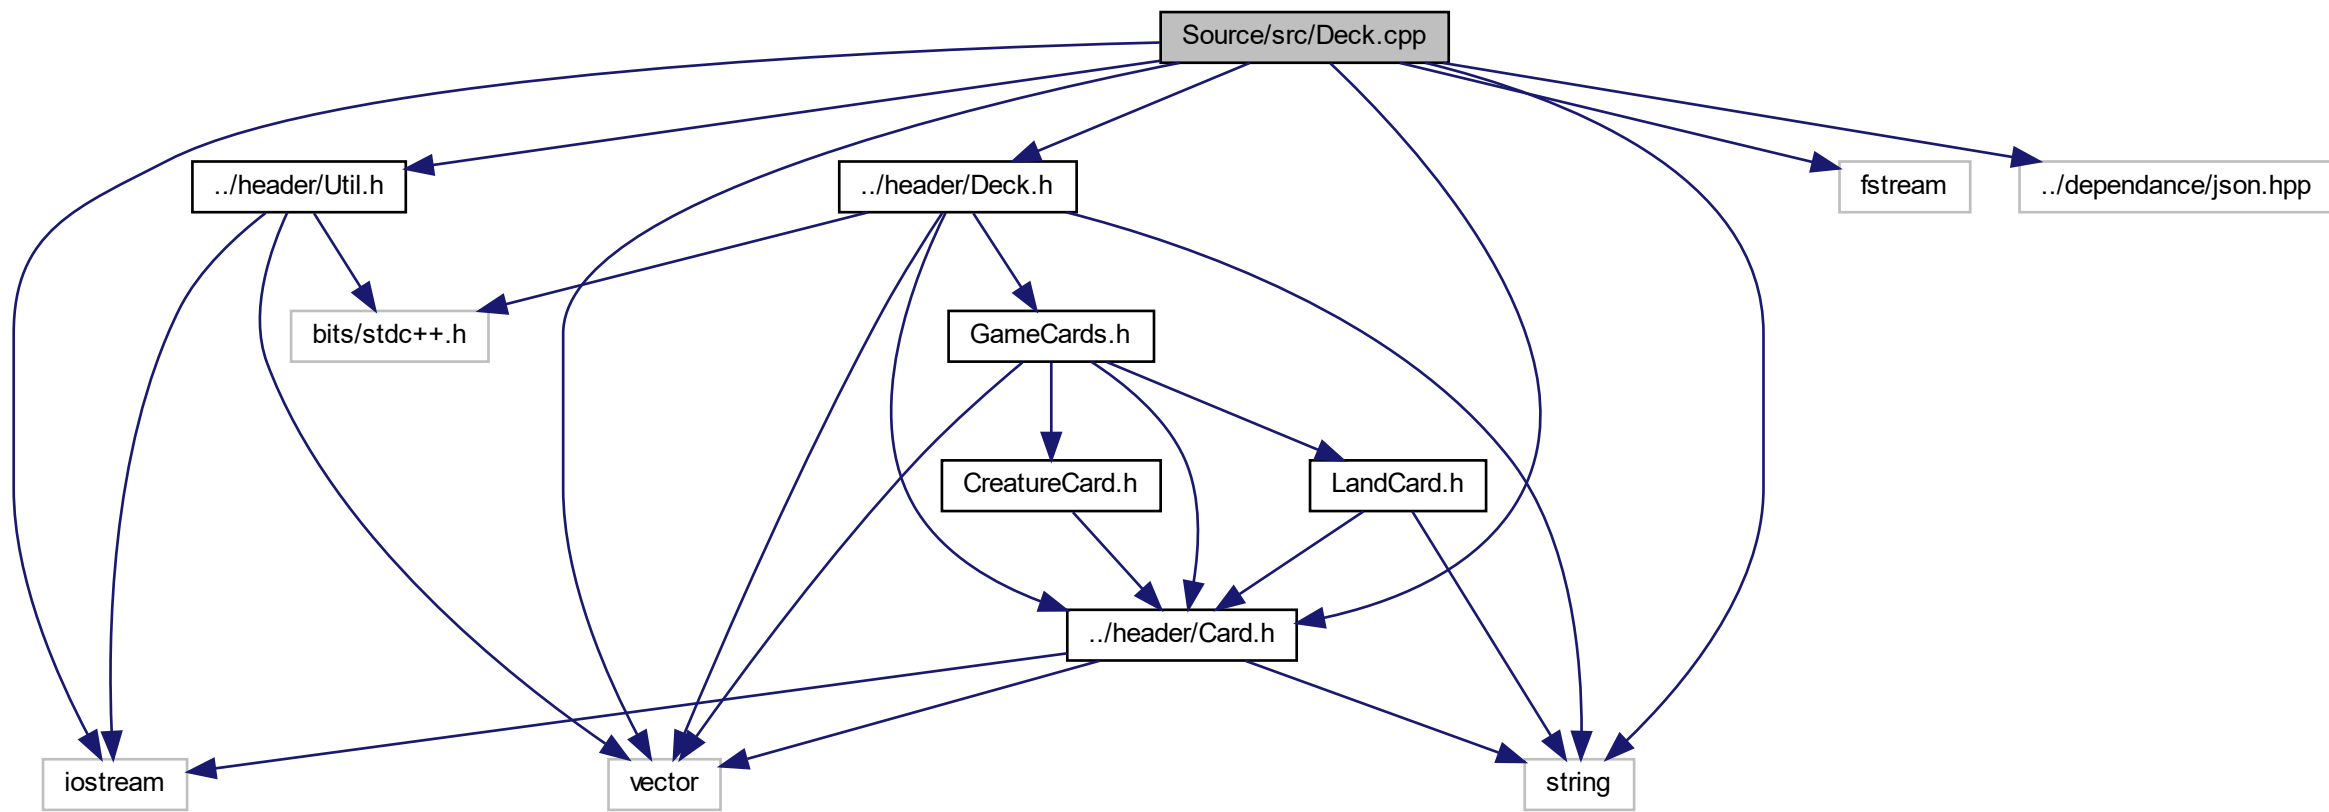 Source/src/Deck.cpp
../header/Util.h
../header/Deck.h
fstream
../dependance/json.hpp
bits/stdc++.h
GameCards.h
CreatureCard.h
LandCard.h
../header/Card.h
iostream
vector
string